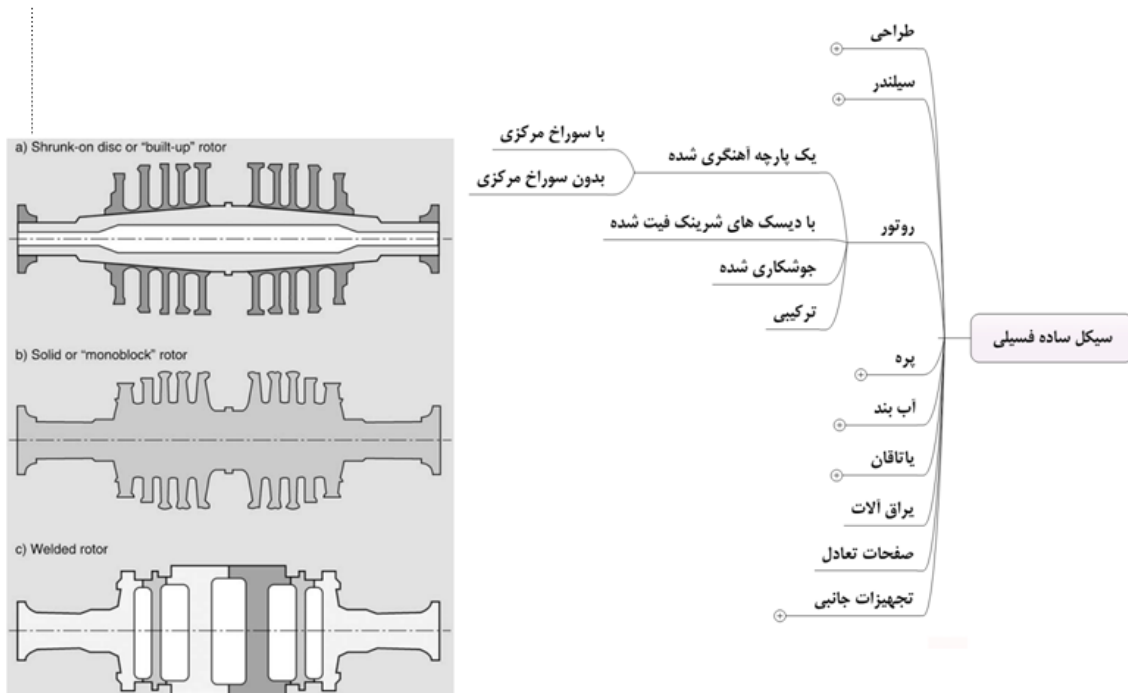 a) Shrunk-on disc or “built-up” rotor
b) Solid or “monoblock” rotor
c) Welded rotor
سیکل ساده فسیلی
طراحی
سیلندر
روتور
یک پارچه آهنگری شده
با سوراخ مرکزی
بدون سوراخ مرکزی
با دیسک های شرینک فیت شده
جوشکاری شده
ترکیبی
پره
آب بند
یاتاقان
یراق آلات
صفحات تعادل
تجهیزات جانبی